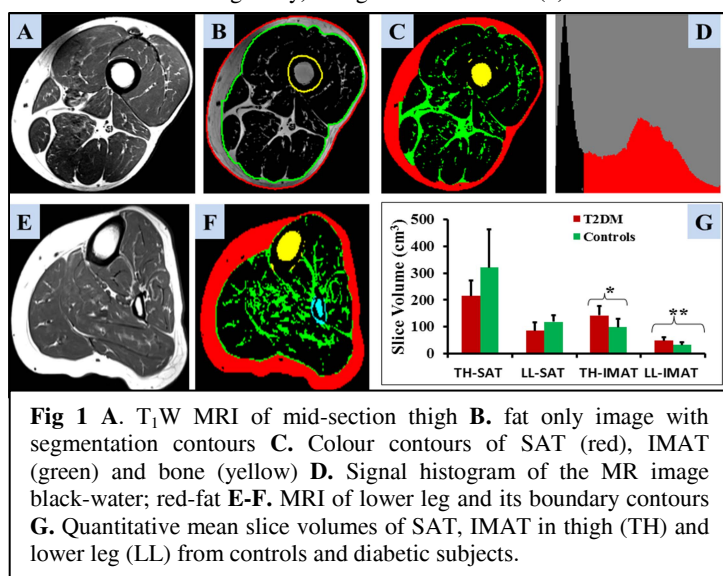 A
B
C
D
E
F
G
500
400
300
200
100
0
Slice Volume (cm³)
T2DM
Controls
*
**
TH-SAT LL-SAT TH-IMAT LL-IMAT
Fig 1 A. T₁W MRI of mid-section thigh B. fat only image with
segmentation contours C. Colour contours of SAT (red), IMAT
(green) and bone (yellow) D. Signal histogram of the MR image
black-water; red-fat E-F. MRI of lower leg and its boundary contours
G. Quantitative mean slice volumes of SAT, IMAT in thigh (TH) and
lower leg (LL) from controls and diabetic subjects.